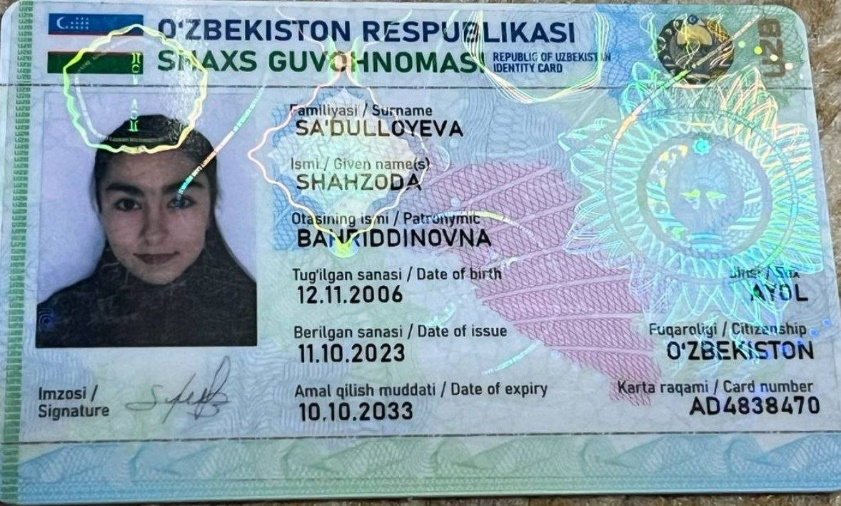 O'ZBEKISTON RESPUBLIKASI
SHAXS GUVOHNOMASI
REPUBLIC OF UZBEKISTAN
IDENTITY CARD
UZB
Familiyasi / Surname
SA'DULLOYEVA
Ismi / Given name(s)
SHAHZODA
Otasining ismi / Patronymic
BAHRIDDINOVNA
Tug'ilgan sanasi / Date of birth
12.11.2006
Jinsi / Sex
AYOL
Berilgan sanasi / Date of issue
11.10.2023
Fuqaroligi / Citizenship
O'ZBEKISTON
Imzosi /
Signature
Amal qilish muddati / Date of expiry
10.10.2033
Karta raqami / Card number
AD4838470